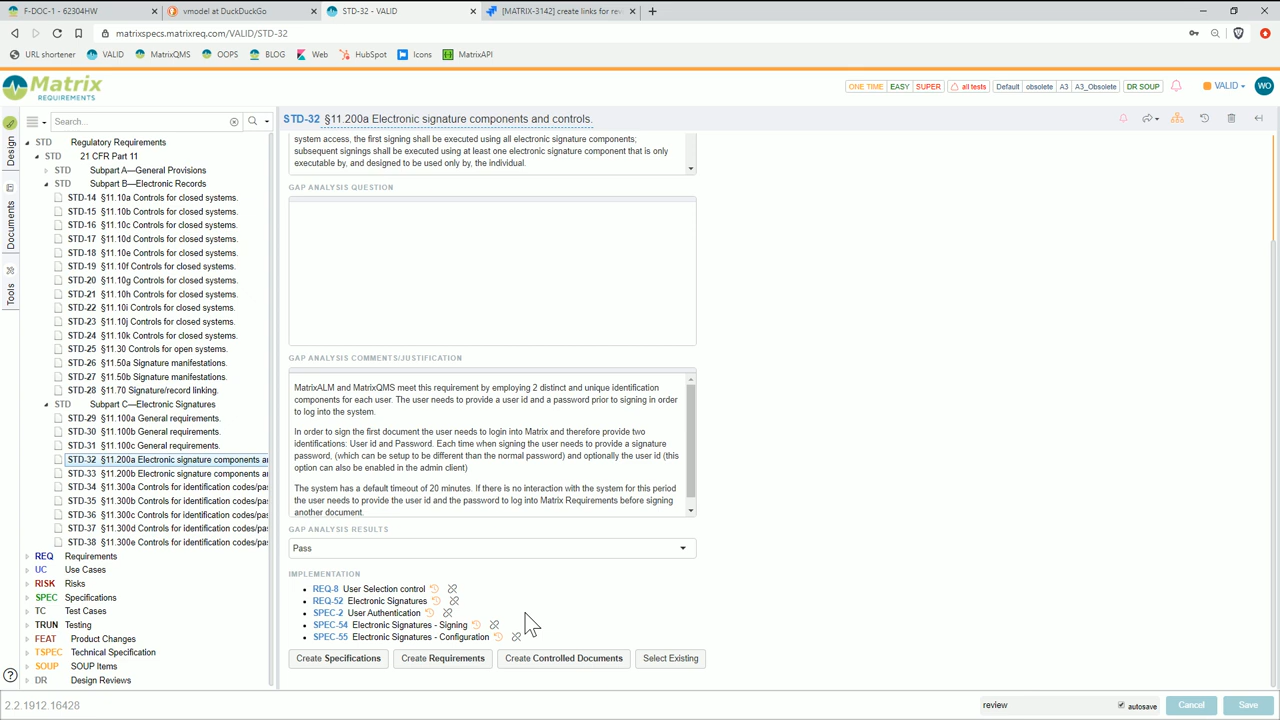 F-DOC-1 - 62304HW
vmodel at DuckDuckGo
STD-32 - VALID
[MATRIX-3142] create links for rev
matrixspecs.matrixreq.com/VALID/STD-32
URL shortener VALID MatrixQMS OOPS BLOG Web HubSpot Icons MatrixAPI
Matrix
REQUIREMENTS
ONE TIME EASY SUPER all tests Default obsolete A3 A3_Obsolete DR SOUP VALID WO
Design
Documents
Tools
Search...
STD Regulatory Requirements
STD 21 CFR Part 11
STD Subpart A—General Provisions
STD Subpart B—Electronic Records
STD-14 §11.10a Controls for closed systems.
STD-15 §11.10b Controls for closed systems.
STD-16 §11.10c Controls for closed systems.
STD-17 §11.10d Controls for closed systems.
STD-18 §11.10e Controls for closed systems.
STD-19 §11.10f Controls for closed systems.
STD-20 §11.10g Controls for closed systems.
STD-21 §11.10h Controls for closed systems.
STD-22 §11.10i Controls for closed systems.
STD-23 §11.10j Controls for closed systems.
STD-24 §11.10k Controls for closed systems.
STD-25 §11.30 Controls for open systems.
STD-26 §11.50a Signature manifestations.
STD-27 §11.50b Signature manifestations.
STD-28 §11.70 Signature/record linking.
STD Subpart C—Electronic Signatures
STD-29 §11.100a General requirements.
STD-30 §11.100b General requirements.
STD-31 §11.100c General requirements.
STD-32 §11.200a Electronic signature components a
STD-33 §11.200b Electronic signature components a
STD-34 §11.300a Controls for identification codes/pa
STD-35 §11.300b Controls for identification codes/pa
STD-36 §11.300c Controls for identification codes/pa
STD-37 §11.300d Controls for identification codes/pa
STD-38 §11.300e Controls for identification codes/pa
REQ Requirements
UC Use Cases
RISK Risks
SPEC Specifications
TC Test Cases
TRUN Testing
FEAT Product Changes
TSPEC Technical Specification
SOUP SOUP Items
DR Design Reviews
2.2.1912.16428
STD-32 §11.200a Electronic signature components and controls.
system access, the first signing shall be executed using all electronic signature components;
subsequent signings shall be executed using at least one electronic signature component that is only
executable by, and designed to be used only by, the individual.
GAP ANALYSIS QUESTION
GAP ANALYSIS COMMENTS/JUSTIFICATION
MatrixALM and MatrixQMS meet this requirement by employing 2 distinct and unique identification
components for each user. The user needs to provide a user id and a password prior to signing in order
to log into the system.
In order to sign the first document the user needs to login into Matrix and therefore provide two
identifications: User id and Password. Each time when signing the user needs to provide a signature
password, (which can be setup to be different than the normal password) and optionally the user id (this
option can also be enabled in the admin client)
The system has a default timeout of 20 minutes. If there is no interaction with the system for this period
the user needs to provide the user id and the password to log into Matrix Requirements before signing
another document.
GAP ANALYSIS RESULTS
Pass
IMPLEMENTATION
REQ-8 User Selection control
REQ-52 Electronic Signatures
SPEC-2 User Authentication
SPEC-54 Electronic Signatures - Signing
SPEC-55 Electronic Signatures - Configuration
Create Specifications Create Requirements Create Controlled Documents Select Existing
review autosave Cancel Save